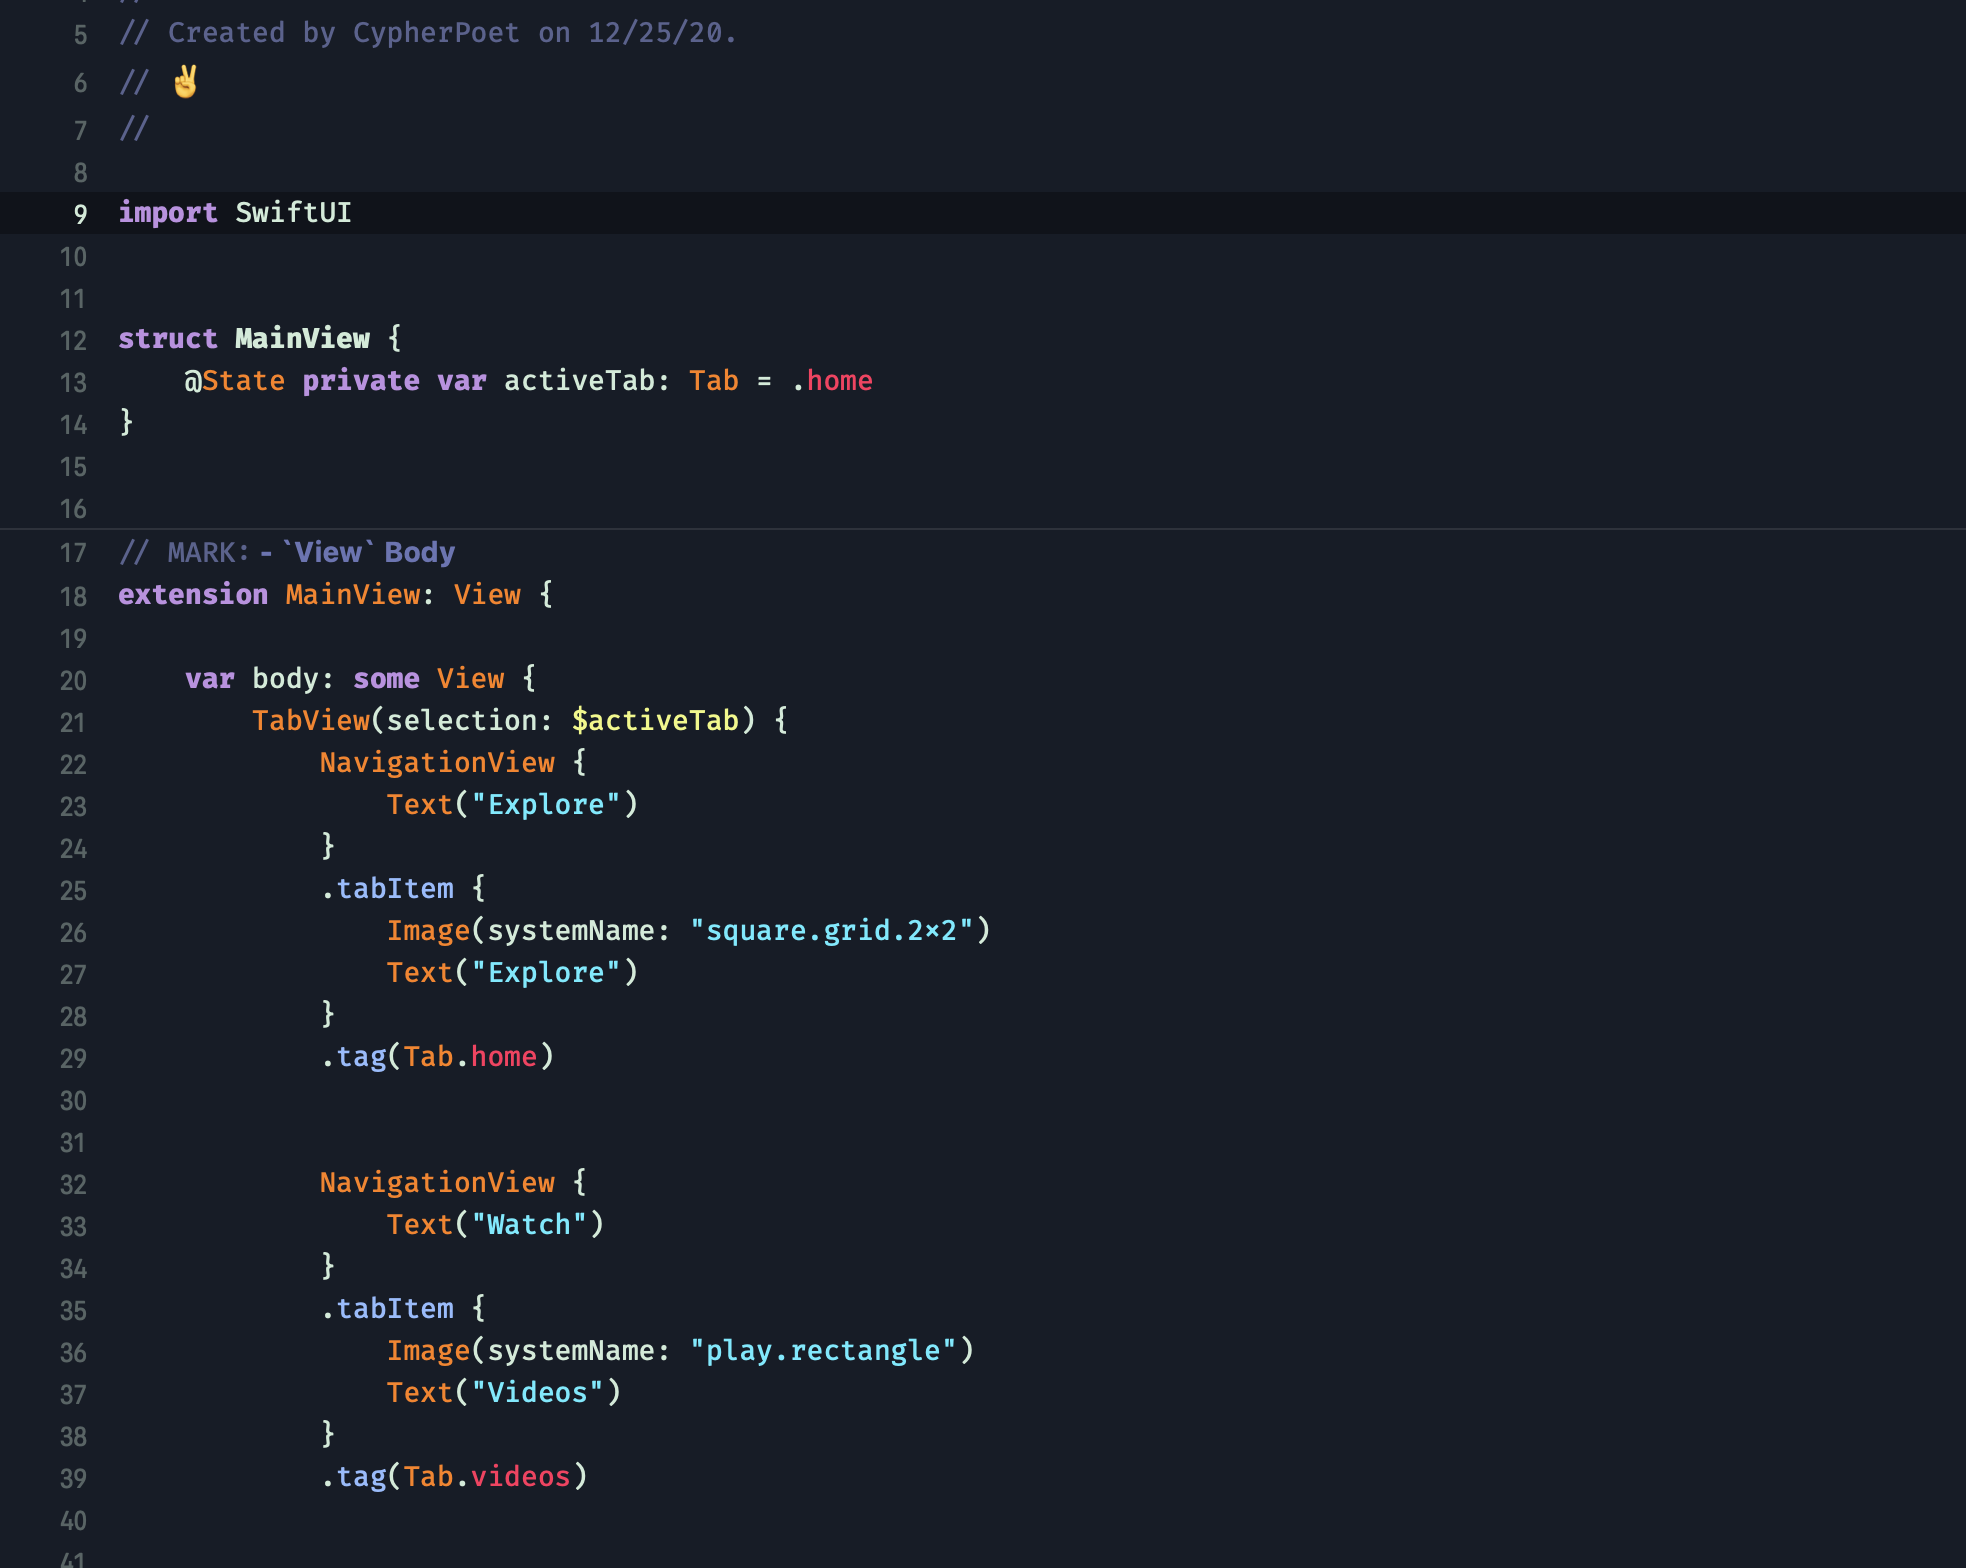 5 // Created by CypherPoet on 12/25/20.
6 // ✌️
7 //
8
9 import SwiftUI
10
11
12 struct MainView {
13     @State private var activeTab: Tab = .home
14 }
15
16
17 // MARK: - `View` Body
18 extension MainView: View {
19
20     var body: some View {
21         TabView(selection: $activeTab) {
22             NavigationView {
23                 Text("Explore")
24             }
25             .tabItem {
26                 Image(systemName: "square.grid.2×2")
27                 Text("Explore")
28             }
29             .tag(Tab.home)
30
31
32             NavigationView {
33                 Text("Watch")
34             }
35             .tabItem {
36                 Image(systemName: "play.rectangle")
37                 Text("Videos")
38             }
39             .tag(Tab.videos)
40
41